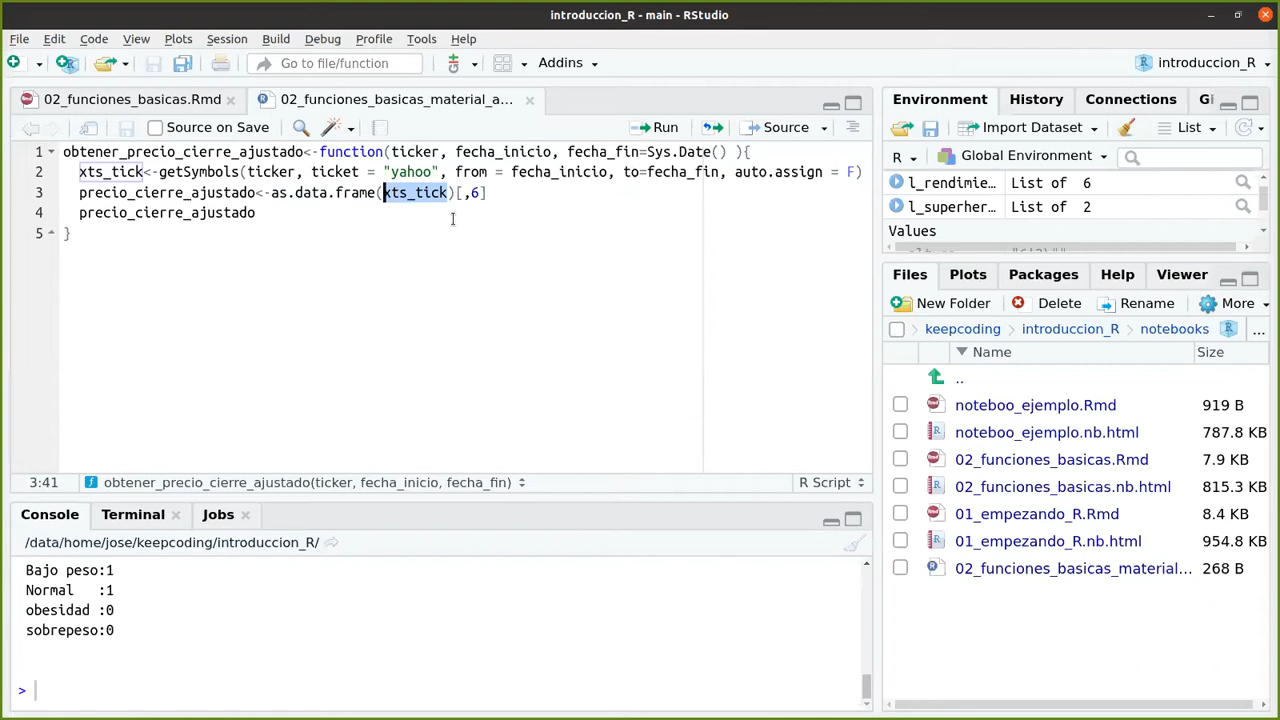 introduccion_R - main - RStudio
File Edit Code View Plots Session Build Debug Profile Tools Help
Go to file/function Addins introduccion_R
02_funciones_basicas.Rmd 02_funciones_basicas_material_a...
Source on Save Run Source
1 obtener_precio_cierre_ajustado<-function(ticker, fecha_inicio, fecha_fin=Sys.Date() ){
2 xts_tick<-getSymbols(ticker, ticket = "yahoo", from = fecha_inicio, to=fecha_fin, auto.assign = F)
3 precio_cierre_ajustado<-as.data.frame(xts_tick)[,6]
4 precio_cierre_ajustado
5 }
3:41 obtener_precio_cierre_ajustado(ticker, fecha_inicio, fecha_fin) R Script
Console Terminal Jobs
/data/home/jose/keepcoding/introduccion_R/
Bajo peso:1
Normal :1
obesidad :0
sobrepeso:0
>
Environment History Connections Gi
Import Dataset List
R Global Environment
l_rendimie... List of 6
l_superher... List of 2
Values
Files Plots Packages Help Viewer
New Folder Delete Rename More
keepcoding introduccion_R notebooks ...
Name Size
..
noteboo_ejemplo.Rmd 919 B
noteboo_ejemplo.nb.html 787.8 KB
02_funciones_basicas.Rmd 7.9 KB
02_funciones_basicas.nb.html 815.3 KB
01_empezando_R.Rmd 8.4 KB
01_empezando_R.nb.html 954.8 KB
02_funciones_basicas_material... 268 B